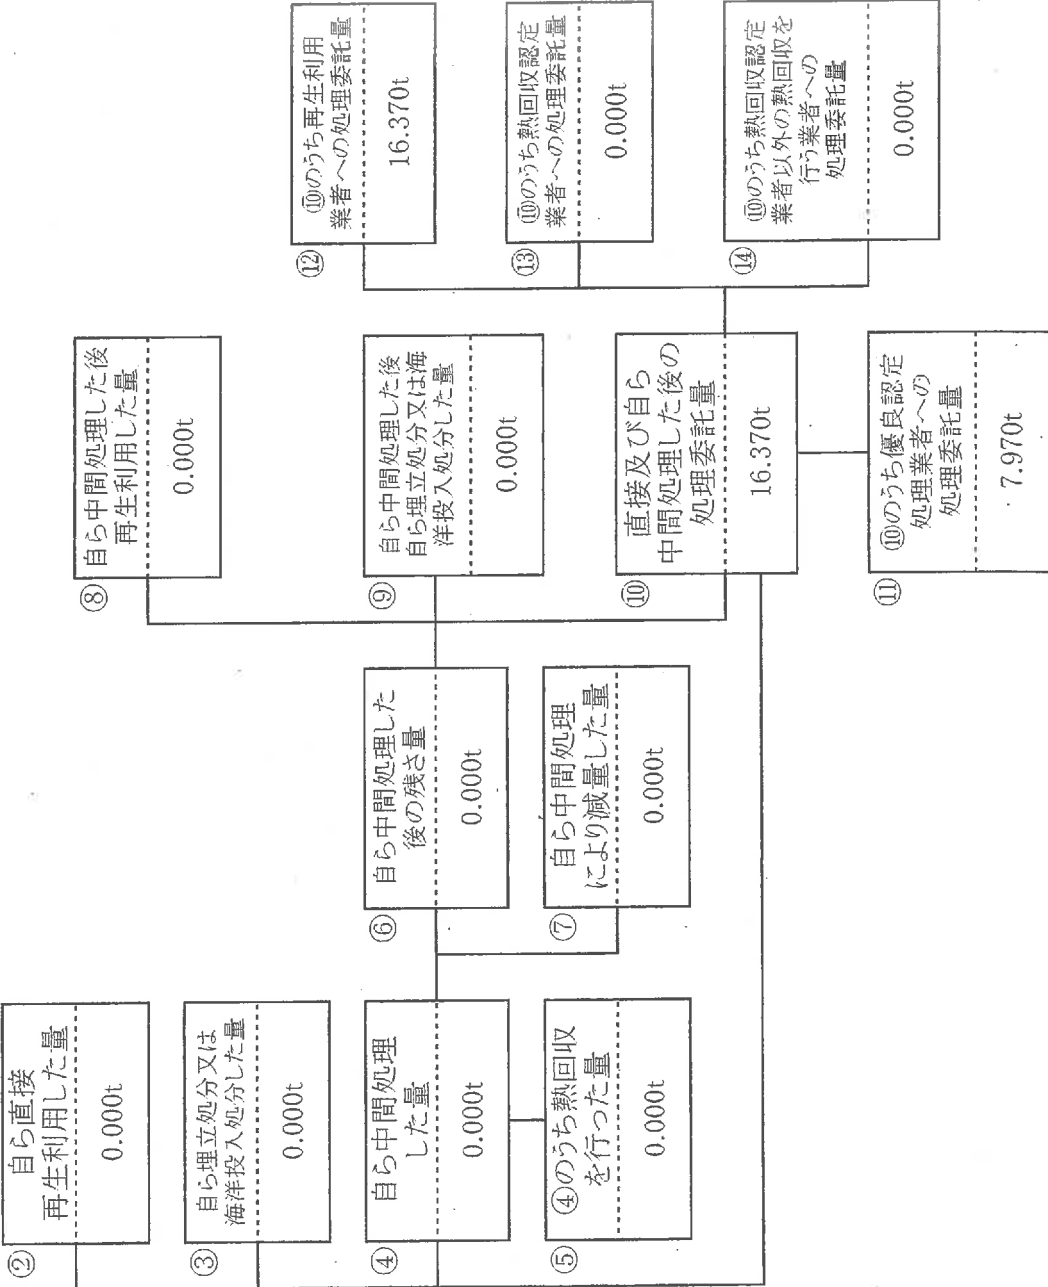 ②
自ら直接
再生利用した量
0.000t
③
自ら埋立処分又は
海洋投入処分した量
0.000t
④
自ら中間処理
した量
0.000t
⑤
④のうち熱回収
を行った量
0.000t
⑥
自ら中間処理した
後の残さ量
0.000t
⑦
自ら中間処理
により減量した量
0.000t
⑧
自ら中間処理した後
再生利用した量
0.000t
⑨
自ら中間処理した後
自ら埋立処分又は海
洋投入処分した量
0.000t
⑩
直接及び自ら
中間処理した後の
処理委託量
16.370t
⑪
⑩のうち優良認定
処理業者への
処理委託量
7.970t
⑫
⑩のうち再生利用
業者への処理委託量
16.370t
⑬
⑩のうち熱回収認定
業者への処理委託量
0.000t
⑭
⑩のうち熱回収認定
業者以外の熱回収を
行う業者への
処理委託量
0.000t